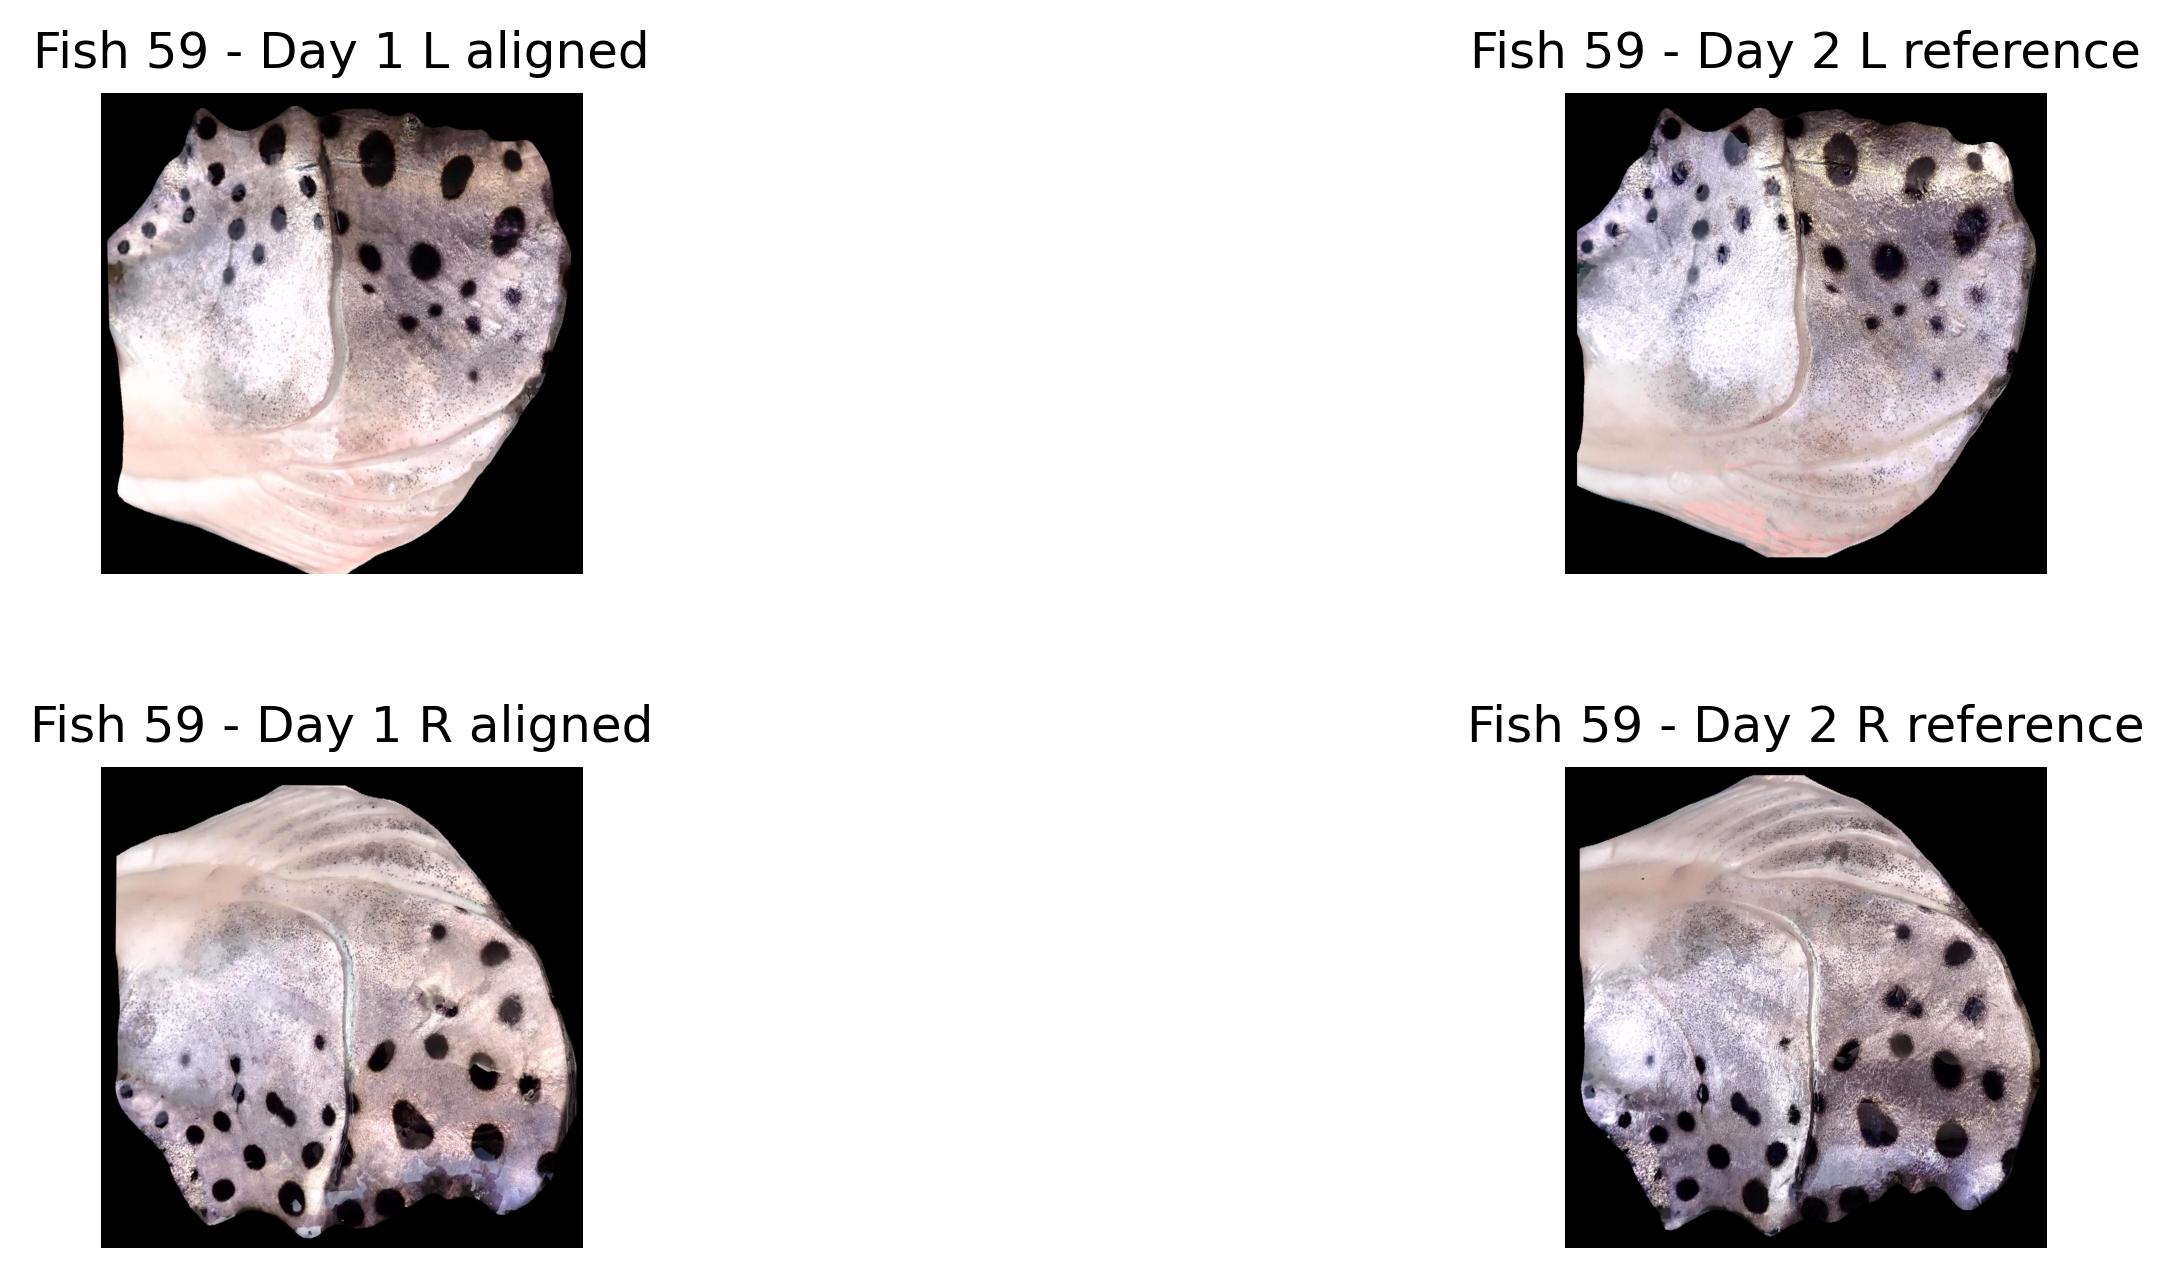 Fish 59 - Day 1 L aligned
Fish 59 - Day 2 L reference
Fish 59 - Day 1 R aligned
Fish 59 - Day 2 R reference